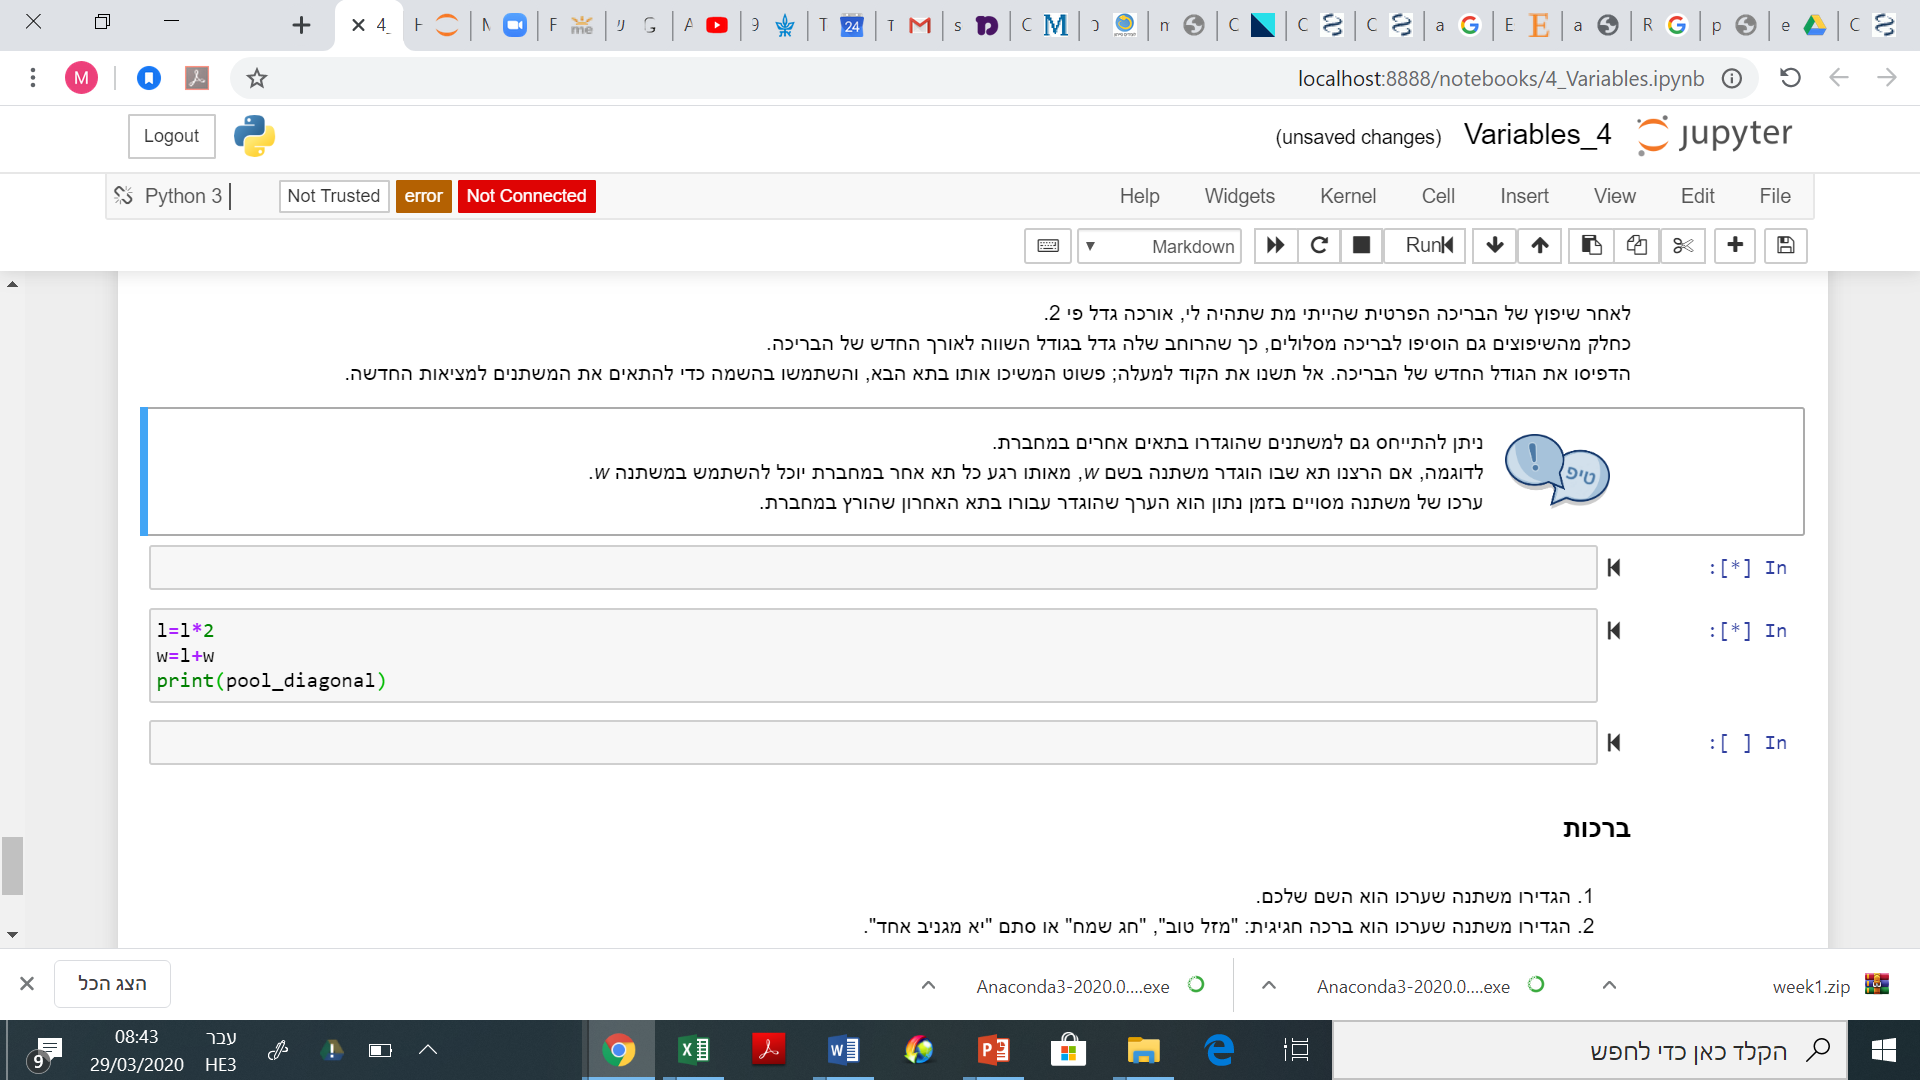 4_
localhost:8888/notebooks/4_Variables.ipynb
M
Logout
(unsaved changes) Variables_4 jupyter
Python 3 Not Trusted error Not Connected Help Widgets Kernel Cell Insert View Edit File
Markdown Run
לאחר שיפוץ של הבריכה הפרטית שהייתי מת שתהיה לי, אורכה גדל פי 2.
כחלק מהשיפוצים גם הוסיפו לבריכה מסלולים, כך שהרוחב שלה גדל בגודל השווה לאורך החדש של הבריכה.
הדפיסו את הגודל החדש של הבריכה. אל תשנו את הקוד למעלה; פשוט המשיכו אותו בתא הבא, והשתמשו בהשמה כדי להתאים את המשתנים למציאות החדשה.
טיפ
ניתן להתייחס גם למשתנים שהוגדרו בתאים אחרים במחברת.
לדוגמה, אם הרצנו תא שבו הוגדר משתנה בשם w, מאותו רגע כל תא אחר במחברת יוכל להשתמש במשתנה w.
ערכו של משתנה מסויים בזמן נתון הוא הערך שהוגדר עבורו בתא האחרון שהורץ במחברת.
In [*]:
In [*]:
l=l*2
w=l+w
print(pool_diagonal)
In [ ]:
ברכות
1. הגדירו משתנה שערכו הוא השם שלכם.
2. הגדירו משתנה שערכו הוא ברכה חגיגית: "מזל טוב", "חג שמח" או סתם "יא מגניב אחד".
הצג הכל Anaconda3-2020.0....exe Anaconda3-2020.0....exe week1.zip
הקלד כאן כדי לחפש
עבר
HE3
08:43
29/03/2020
9